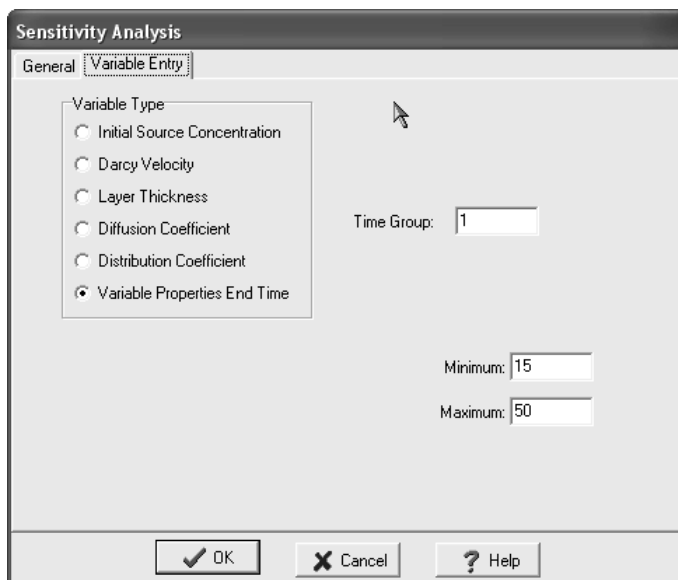 Sensitivity Analysis
General Variable Entry
Variable Type
Initial Source Concentration
Darcy Velocity
Layer Thickness
Diffusion Coefficient
Distribution Coefficient
Variable Properties End Time
Time Group: 1
Minimum: 15
Maximum: 50
OK Cancel ? Help